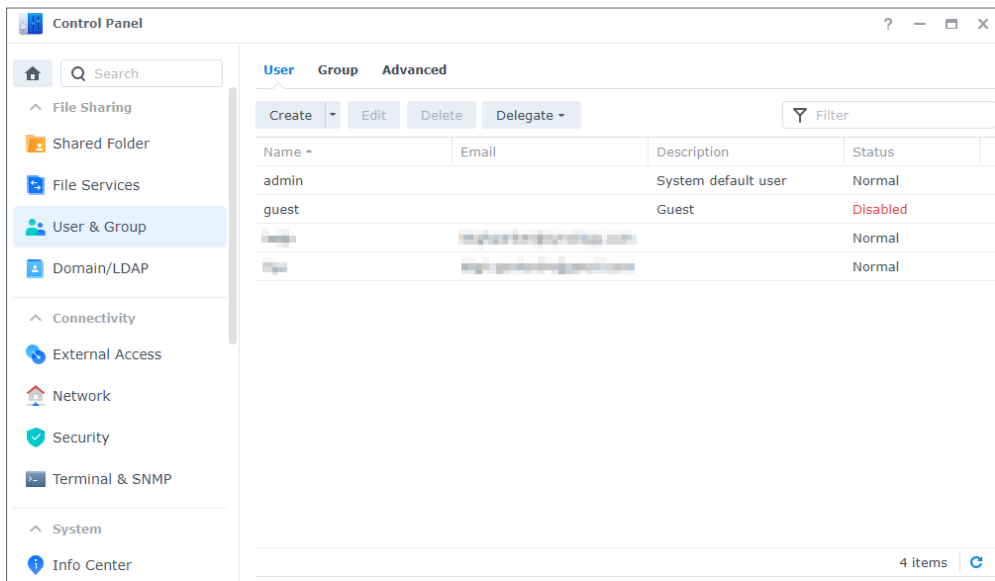 Control Panel
Search
File Sharing
Shared Folder
File Services
User & Group
Domain/LDAP
Connectivity
External Access
Network
Security
Terminal & SNMP
System
Info Center
User Group Advanced
Create Edit Delete Delegate Filter
Name Email Description Status
admin System default user Normal
guest Guest Disabled
Normal
Normal
4 items